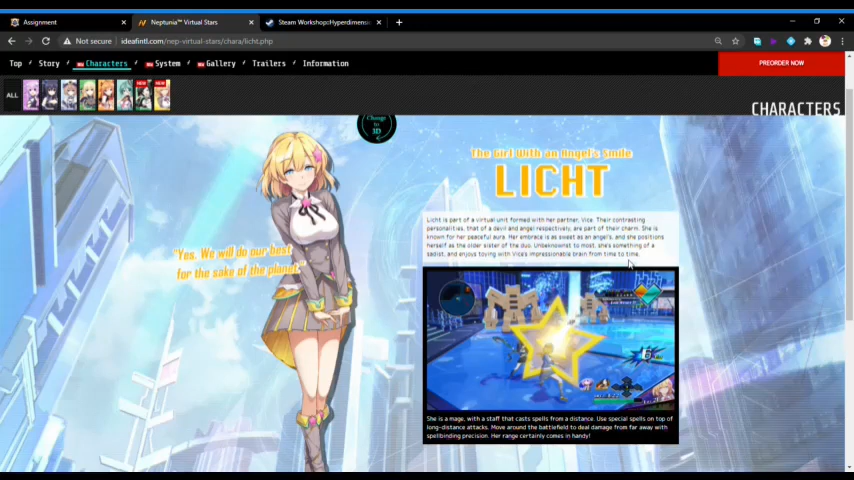 Assignment
Neptunia™ Virtual Stars
Steam Workshop:Hyperdimensio
Not secure | ideafintl.com/nep-virtual-stars/chara/licht.php
Top / Story / Characters / System / Gallery / Trailers / Information
PREORDER NOW
ALL
CHARACTERS
Change
to
3D
The Girl With an Angel's Smile
LICHT
Licht is part of a virtual unit formed with her partner, Vice. Their contrasting
personalities, that of a devil and angel respectively, are part of their charm. She is
known for her peaceful aura. Her embrace is as sweet as an angel's, and she positions
herself as the older sister of the duo. Unbeknownst to most, she's something of a
sadist, and enjoys toying with Vice's impressionable brain from time to time.
"Yes. We will do our best
for the sake of the planet."
She is a mage, with a staff that casts spells from a distance. Use special spells on top of
long-distance attacks. Move around the battlefield to deal damage from far away with
spellbinding precision. Her range certainly comes in handy!